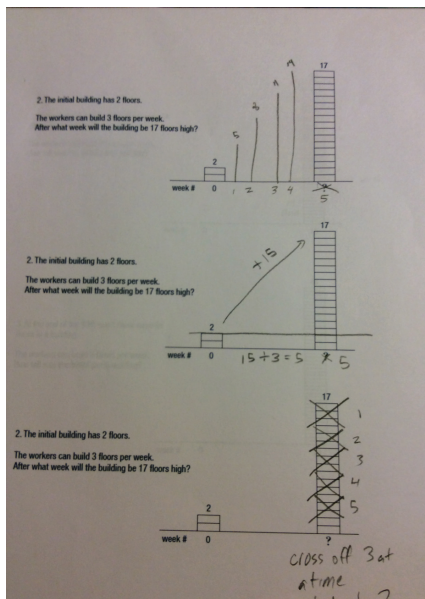 17
14
11
8
5
2
2. The initial building has 2 floors.
The workers can build 3 floors per week.
After what week will the building be 17 floors high?
week # 0 1 2 3 4 ?
5
17
+15
2. The initial building has 2 floors.
The workers can build 3 floors per week.
After what week will the building be 17 floors high?
2
week # 0 15÷3=5 ? 5
17
1
2
3
4
5
2. The initial building has 2 floors.
The workers can build 3 floors per week.
After what week will the building be 17 floors high?
2
week # 0 ?
cross off 3 at
a time